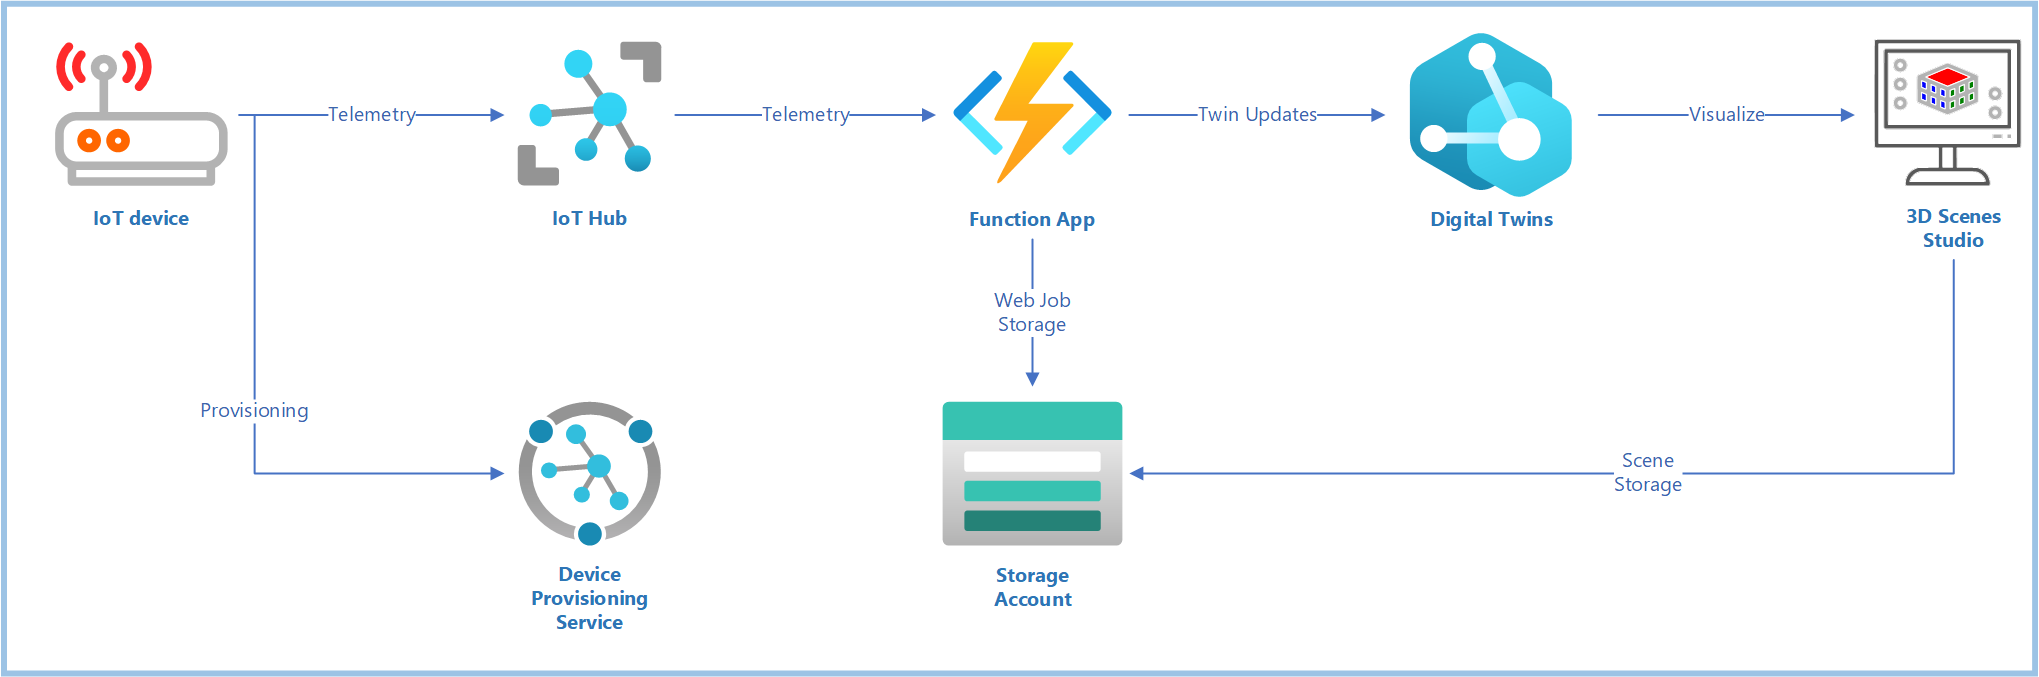 Telemetry
Telemetry
Twin Updates
Visualize
IoT device
IoT Hub
Function App
Digital Twins
3D Scenes
Studio
Web Job
Storage
Provisioning
Scene
Storage
Device
Provisioning
Service
Storage
Account